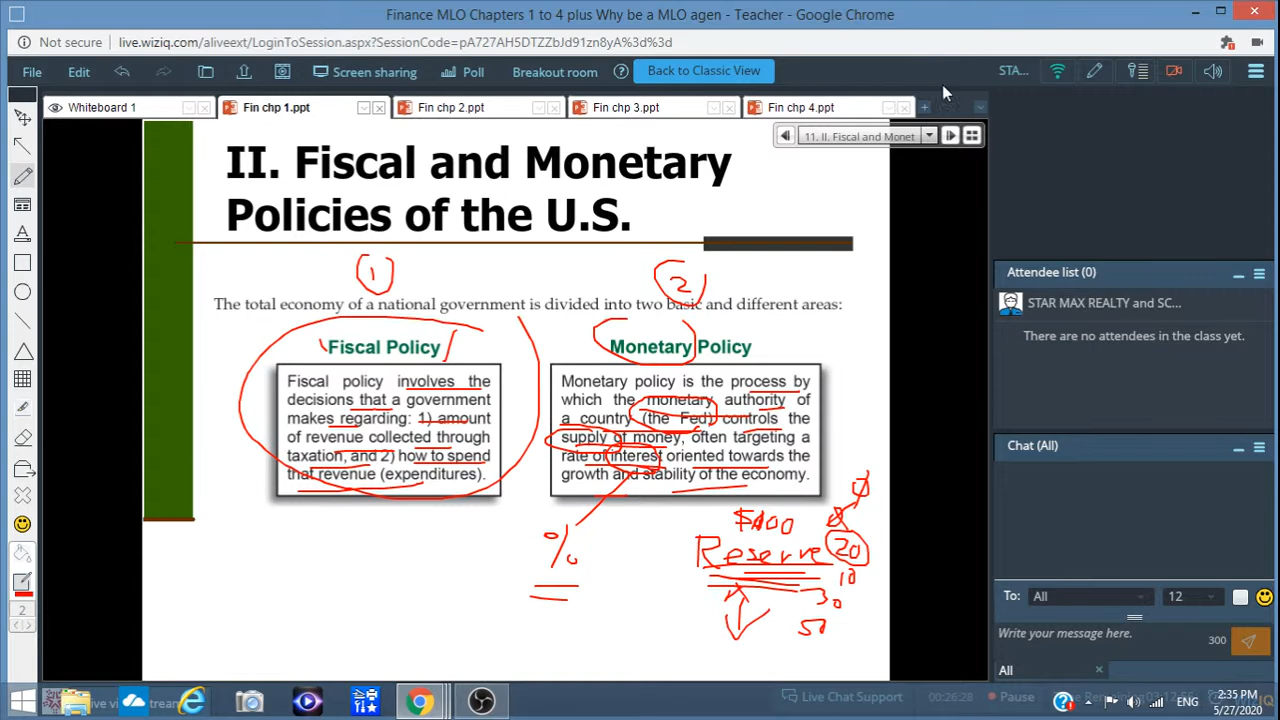 Finance MLO Chapters 1 to 4 plus Why be a MLO agen - Teacher - Google Chrome
Not secure | live.wiziq.com/aliveext/LoginToSession.aspx?SessionCode=pA727AH5DTZZbJd91zn8yA%3d%3d
File Edit Screen sharing Poll Breakout room Back to Classic View STA...
Whiteboard 1 Fin chp 1.ppt Fin chp 2.ppt Fin chp 3.ppt Fin chp 4.ppt
11. II. Fiscal and Monet
II. Fiscal and Monetary
Policies of the U.S.
1 2
The total economy of a national government is divided into two basic and different areas:
Fiscal Policy
Fiscal policy involves the
decisions that a government
makes regarding: 1) amount
of revenue collected through
taxation, and 2) how to spend
that revenue (expenditures).
Monetary Policy
Monetary policy is the process by
which the monetary authority of
a country (the Fed) controls the
supply of money, often targeting a
rate of interest oriented towards the
growth and stability of the economy.
%
Reserve 20
10
30
50
2
Attendee list (0)
STAR MAX REALTY and SC...
There are no attendees in the class yet.
Chat (All)
To: All 12
Write your message here. 300
All
Live Chat Support 00:26:28 Pause
ENG 2:35 PM
5/27/2020